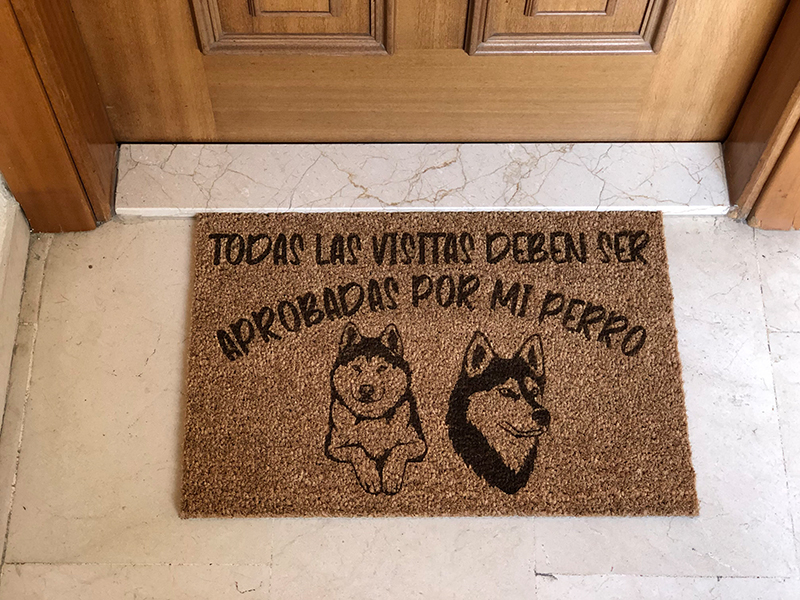 TODAS LAS VISITAS DEBEN SER
APROBADAS POR MI PERRO